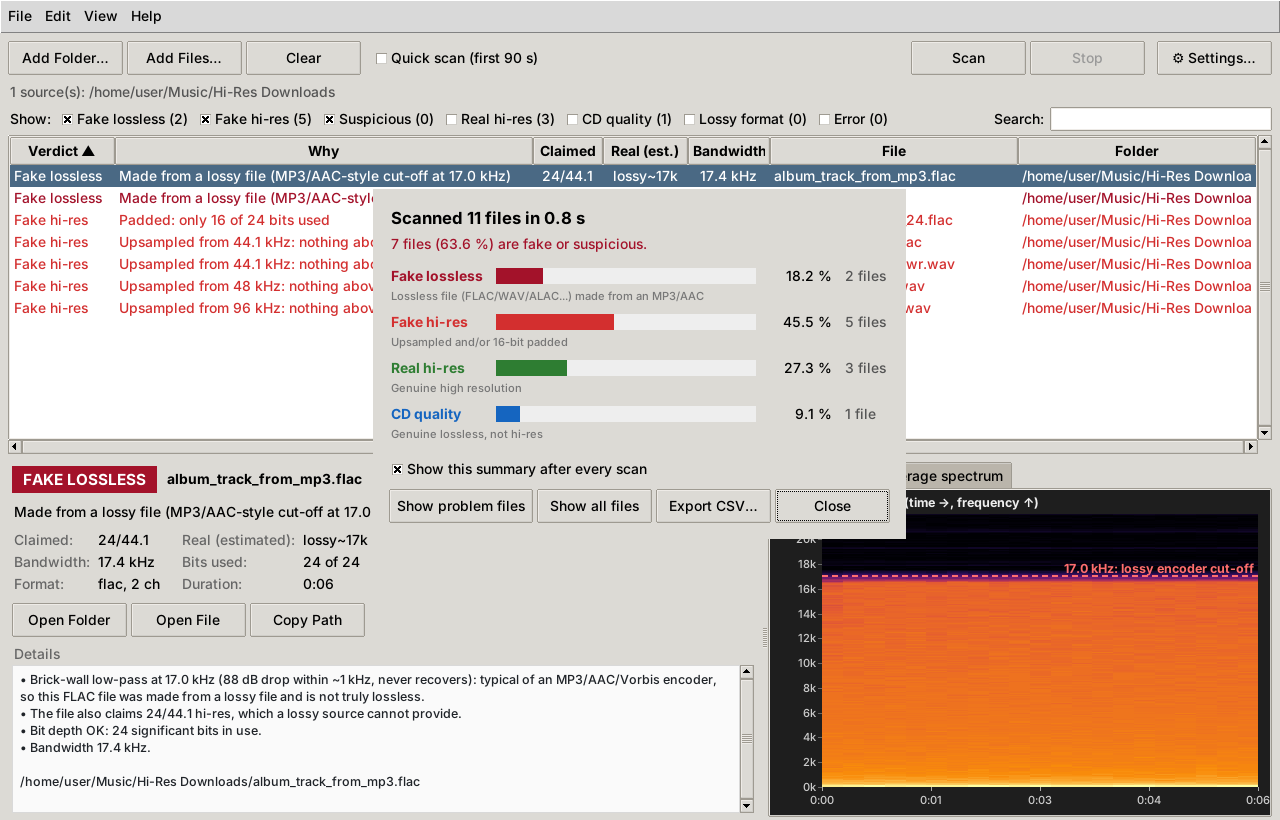 File Edit View Help
Add Folder... Add Files... Clear Quick scan (first 90 s) Scan Stop ⚙ Settings...
1 source(s): /home/user/Music/Hi-Res Downloads
Show: Fake lossless (2) Fake hi-res (5) Suspicious (0) Real hi-res (3) CD quality (1) Lossy format (0) Error (0) Search:
Verdict ▲ Why Claimed Real (est.) Bandwidth File Folder
Fake lossless Made from a lossy file (MP3/AAC-style cut-off at 17.0 kHz) 24/44.1 lossy~17k 17.4 kHz album_track_from_mp3.flac /home/user/Music/Hi-Res Downloa
Fake lossless Made from a lossy file (MP3/AAC-style /home/user/Music/Hi-Res Downloa
Fake hi-res Padded: only 16 of 24 bits used 24.flac /home/user/Music/Hi-Res Downloa
Fake hi-res Upsampled from 44.1 kHz: nothing abo ac /home/user/Music/Hi-Res Downloa
Fake hi-res Upsampled from 44.1 kHz: nothing abo wr.wav /home/user/Music/Hi-Res Downloa
Fake hi-res Upsampled from 48 kHz: nothing abov vav /home/user/Music/Hi-Res Downloa
Fake hi-res Upsampled from 96 kHz: nothing abov wav /home/user/Music/Hi-Res Downloa
Scanned 11 files in 0.8 s
7 files (63.6 %) are fake or suspicious.
Fake lossless 18.2 % 2 files
Lossless file (FLAC/WAV/ALAC...) made from an MP3/AAC
Fake hi-res 45.5 % 5 files
Upsampled and/or 16-bit padded
Real hi-res 27.3 % 3 files
Genuine high resolution
CD quality 9.1 % 1 file
Genuine lossless, not hi-res
Show this summary after every scan
Show problem files Show all files Export CSV... Close
FAKE LOSSLESS album_track_from_mp3.flac
Made from a lossy file (MP3/AAC-style cut-off at 17.0
Claimed: 24/44.1 Real (estimated): lossy~17k
Bandwidth: 17.4 kHz Bits used: 24 of 24
Format: flac, 2 ch Duration: 0:06
Open Folder Open File Copy Path
Details
• Brick-wall low-pass at 17.0 kHz (88 dB drop within ~1 kHz, never recovers): typical of an MP3/AAC/Vorbis encoder,
so this FLAC file was made from a lossy file and is not truly lossless.
• The file also claims 24/44.1 hi-res, which a lossy source cannot provide.
• Bit depth OK: 24 significant bits in use.
• Bandwidth 17.4 kHz.
/home/user/Music/Hi-Res Downloads/album_track_from_mp3.flac
rage spectrum
(time →, frequency ↑)
20k
18k
17.0 kHz: lossy encoder cut-off
16k
14k
12k
10k
8k
6k
4k
2k
0k
0:00 0:01 0:03 0:04 0:06